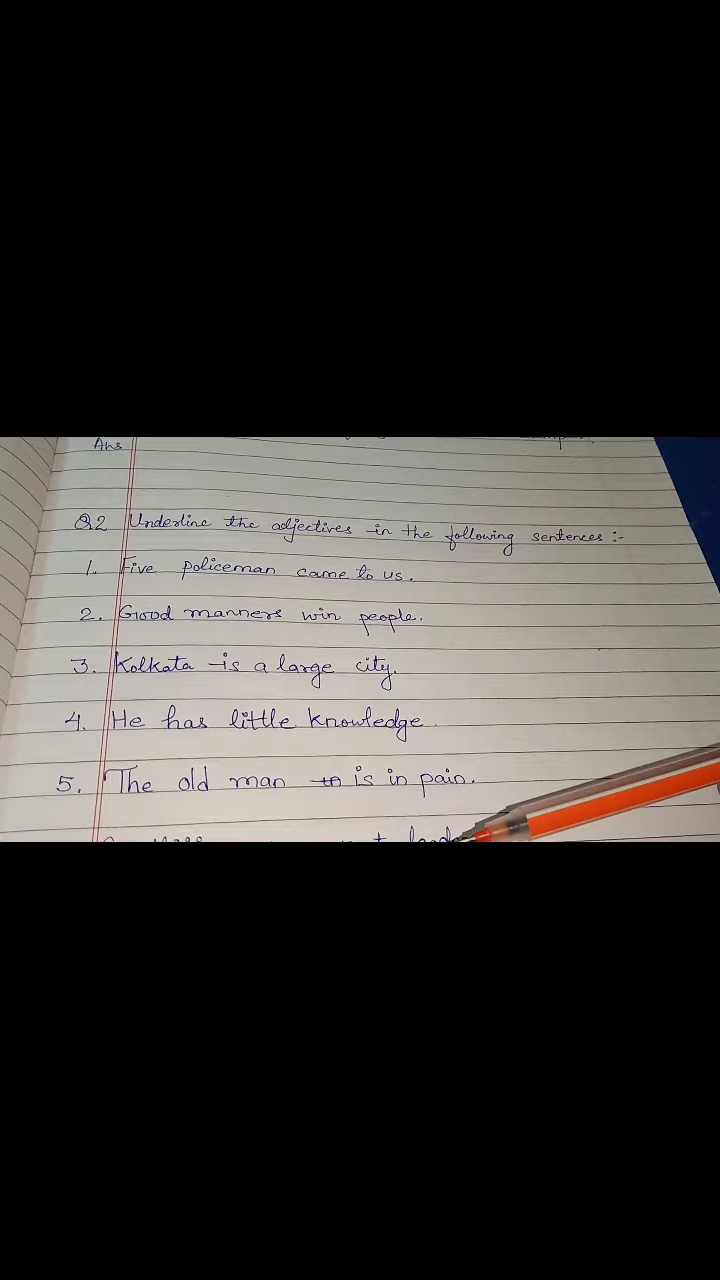 Ans
Q2 Underline the adjectives in the following sentences :-
1. Five policeman came to us.
2. Good manners win people.
3. Kolkata is a large city.
4. He has little knowledge.
5. The old man is in pain.